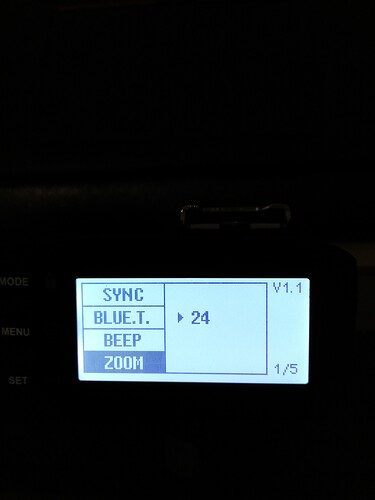 MODE
MENU
SET
SYNC
BLUE.T.
BEEP
ZOOM
24
V1.1
1/5